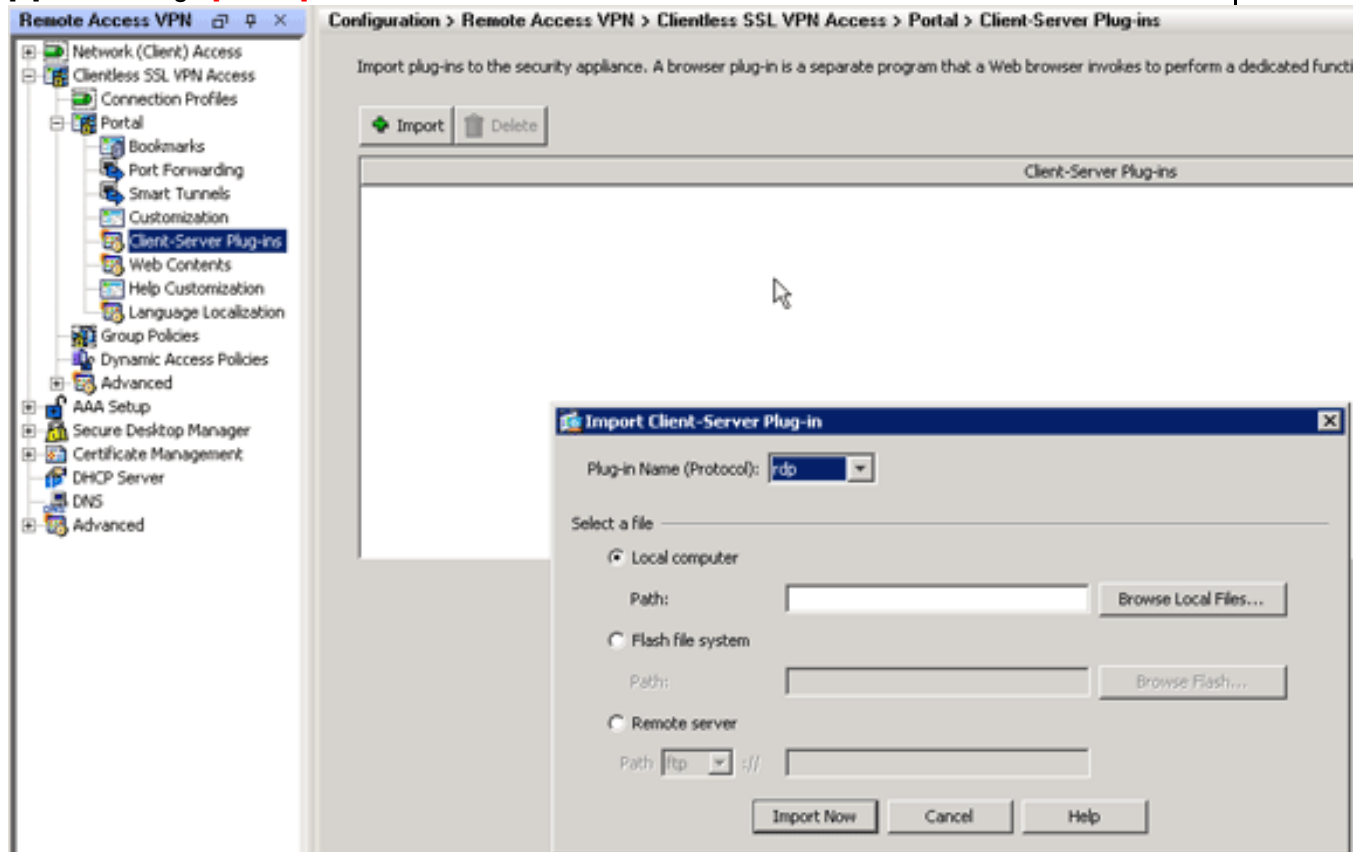 Remote Access VPN
Configuration > Remote Access VPN > Clientless SSL VPN Access > Portal > Client-Server Plug-ins
Network (Client) Access
Clientless SSL VPN Access
Connection Profiles
Portal
Bookmarks
Port Forwarding
Smart Tunnels
Customization
Client-Server Plug-ins
Web Contents
Help Customization
Language Localization
Group Policies
Dynamic Access Policies
Advanced
AAA Setup
Secure Desktop Manager
Certificate Management
DHCP Server
DNS
Advanced
Import plug-ins to the security appliance. A browser plug-in is a separate program that a Web browser invokes to perform a dedicated functi
Import Delete
Client-Server Plug-ins
Import Client-Server Plug-in
Plug-in Name (Protocol): rdp
Select a file
Local computer
Path: Browse Local Files...
Flash file system
Path: Browse Flash...
Remote server
Path ftp ://
Import Now Cancel Help